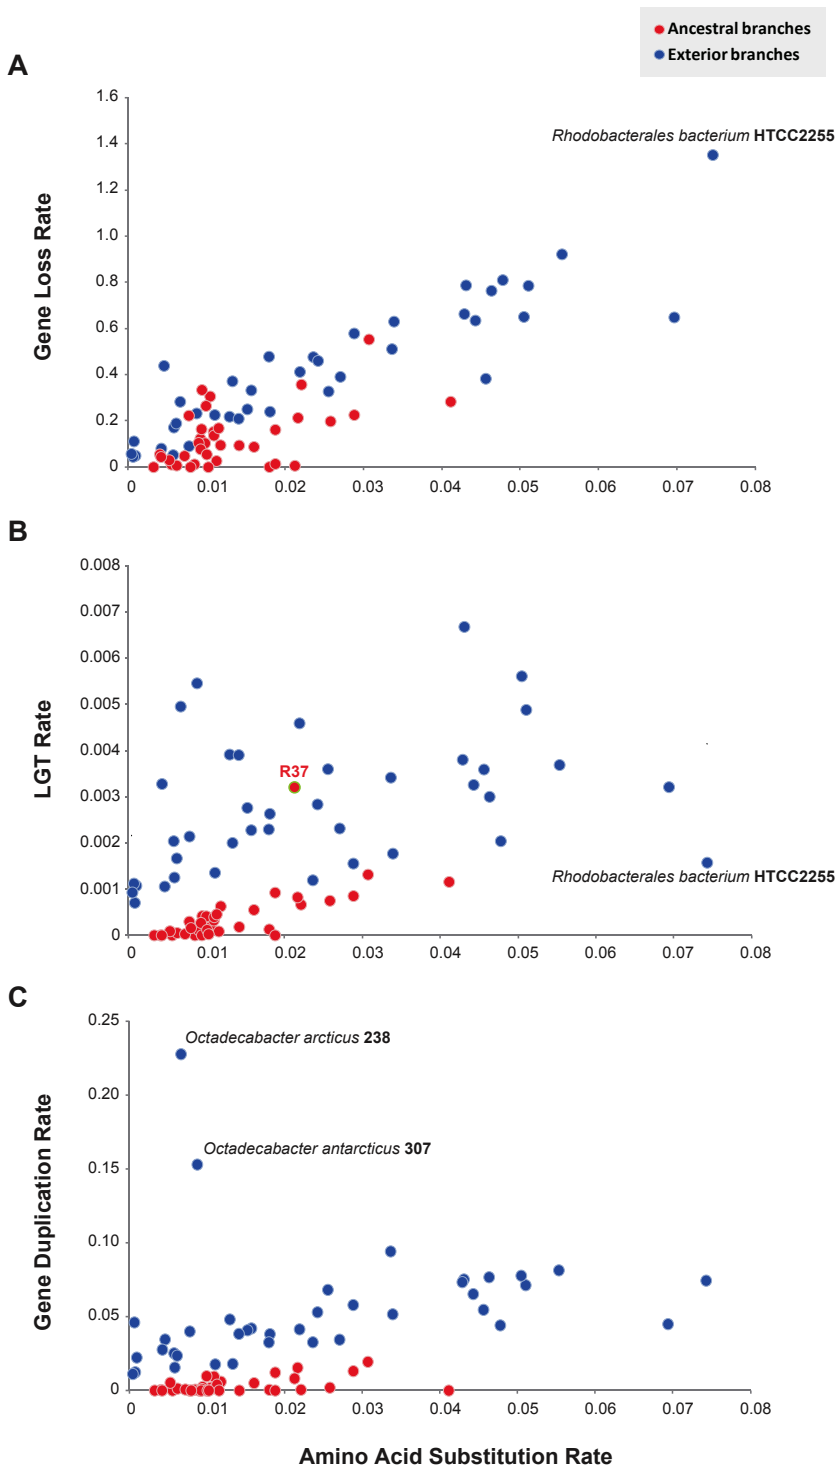 Ancestral branches
Exterior branches
A
1.6
1.4
1.2
1.0
0.8
0.6
0.4
0.2
0
Gene Loss Rate
Rhodobacterales bacterium HTCC2255
0 0.01 0.02 0.03 0.04 0.05 0.06 0.07 0.08
B
0.008
0.007
0.006
0.005
0.004
0.003
0.002
0.001
0
LGT Rate
R37
Rhodobacterales bacterium HTCC2255
0 0.01 0.02 0.03 0.04 0.05 0.06 0.07 0.08
C
0.25
0.20
0.15
0.10
0.05
0
Gene Duplication Rate
Octadecabacter arcticus 238
Octadecabacter antarcticus 307
0 0.01 0.02 0.03 0.04 0.05 0.06 0.07 0.08
Amino Acid Substitution Rate